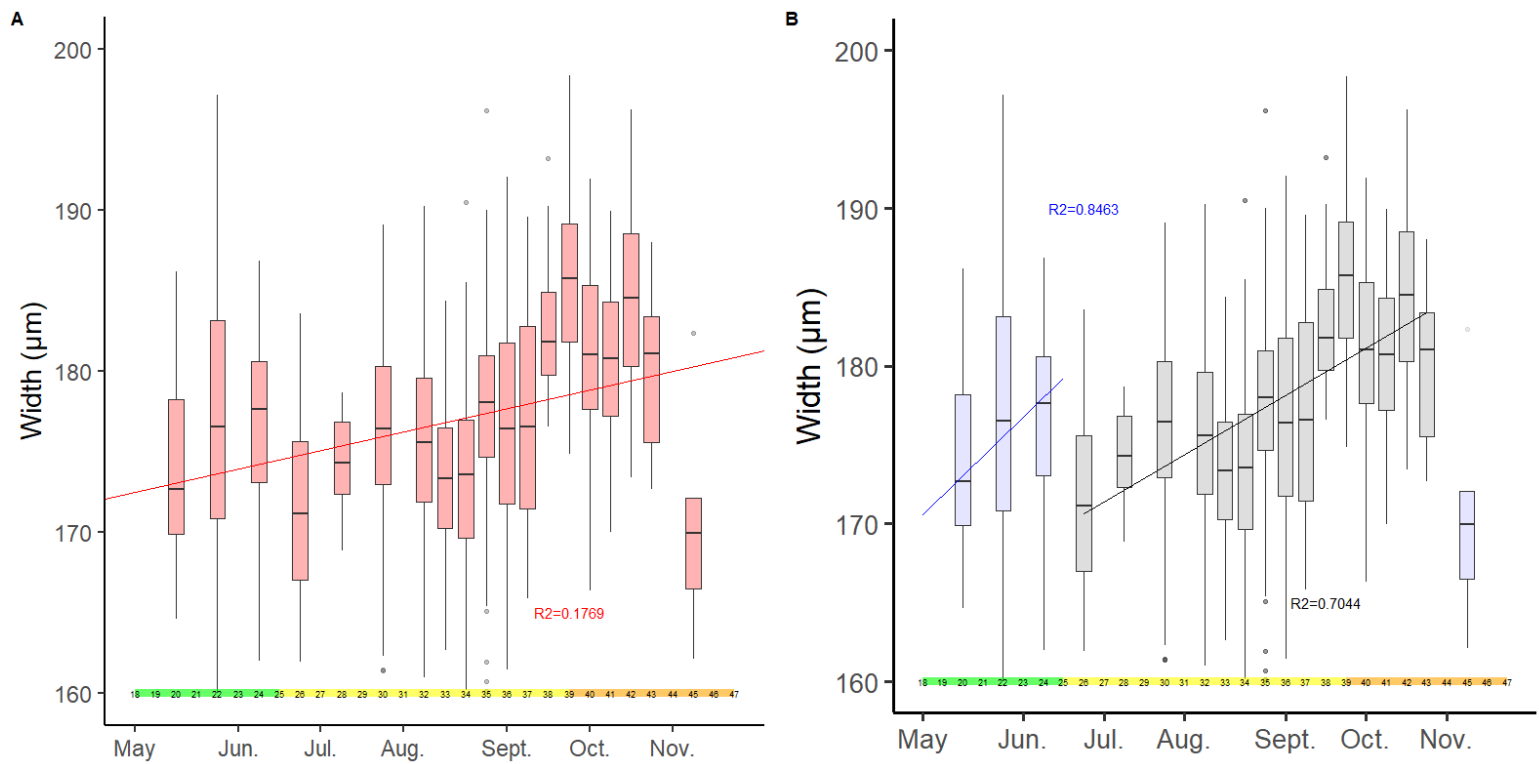 A
200
190
180
170
160
Width (µm)
R2=0.1769
18 19 20 21 22 23 24 25 26 27 28 29 30 31 32 33 34 35 36 37 38 39 40 41 42 43 45 46 47
May Jun. Jul. Aug. Sept. Oct. Nov.
B
200
190
180
170
160
Width (µm)
R2=0.8463
R2=0.7044
18 19 20 21 22 23 24 25 26 27 28 29 30 31 32 33 34 35 36 37 38 39 40 41 42 43 45 46 47
May Jun. Jul. Aug. Sept. Oct. Nov.